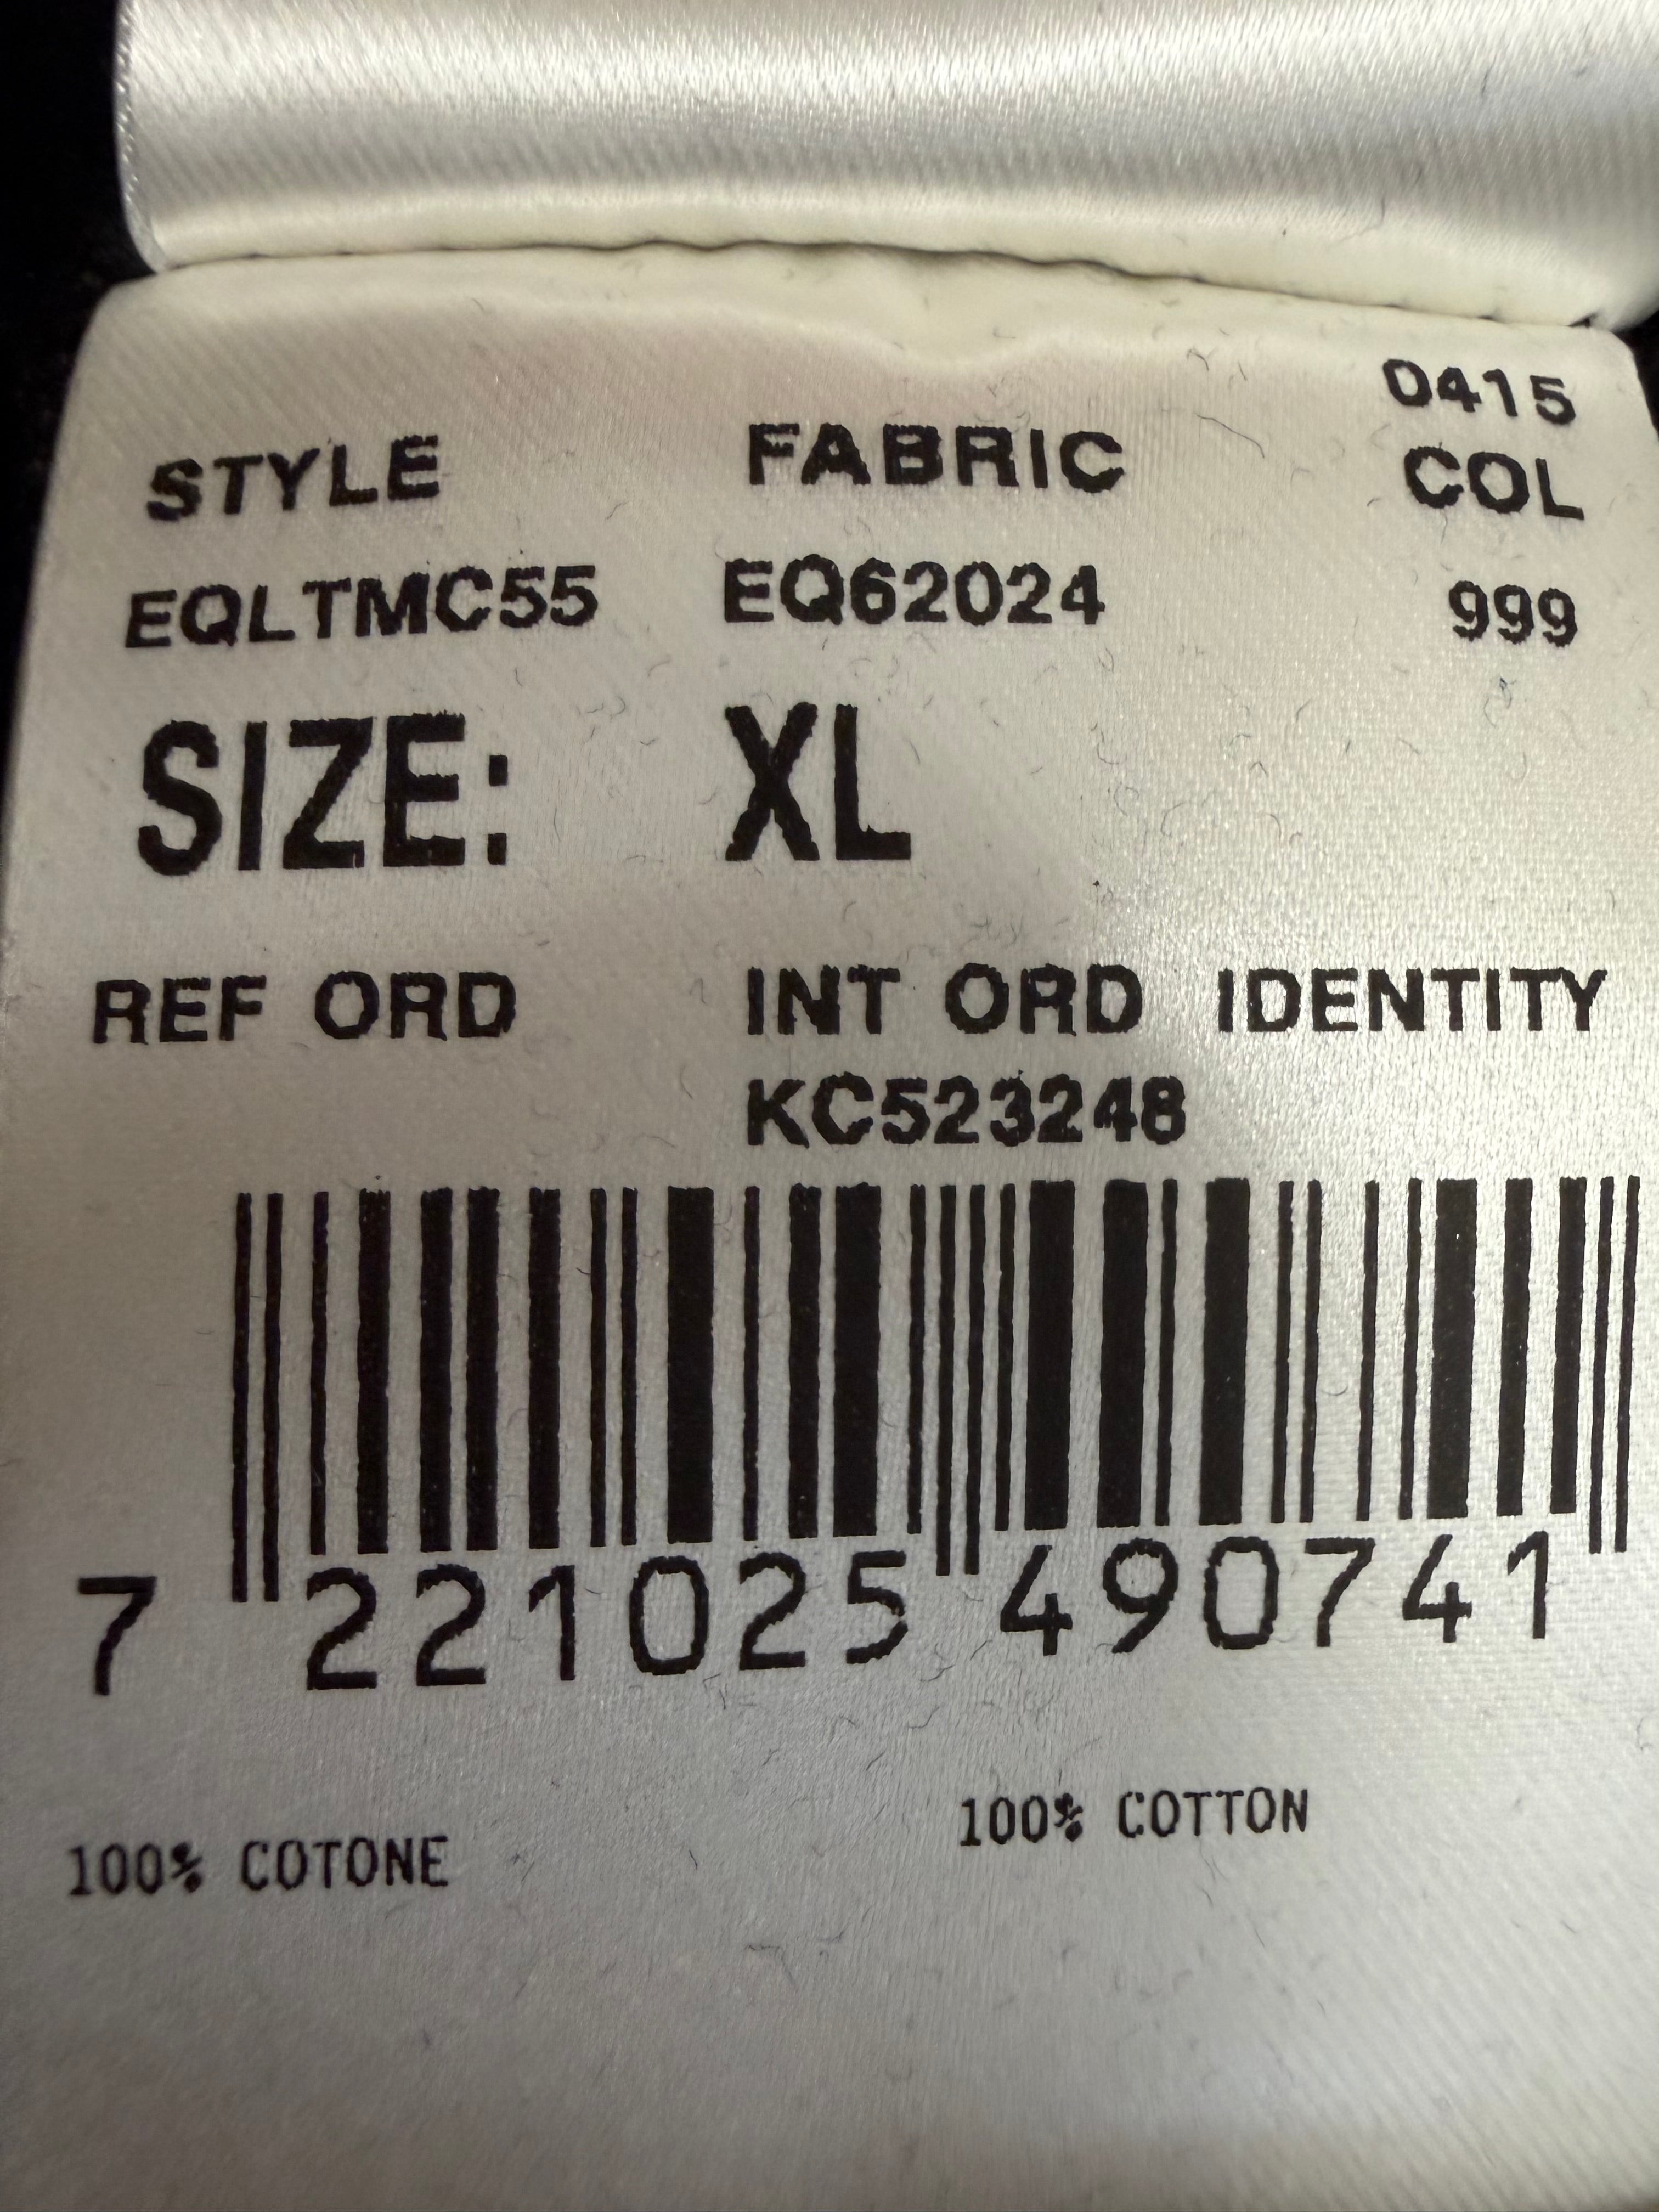 0415
STYLE FABRIC COL
EQLTMC55 EQ62024 999
SIZE: XL
REF ORD INT ORD IDENTITY
KC523248
7 221025 490741
100% COTONE 100% COTTON